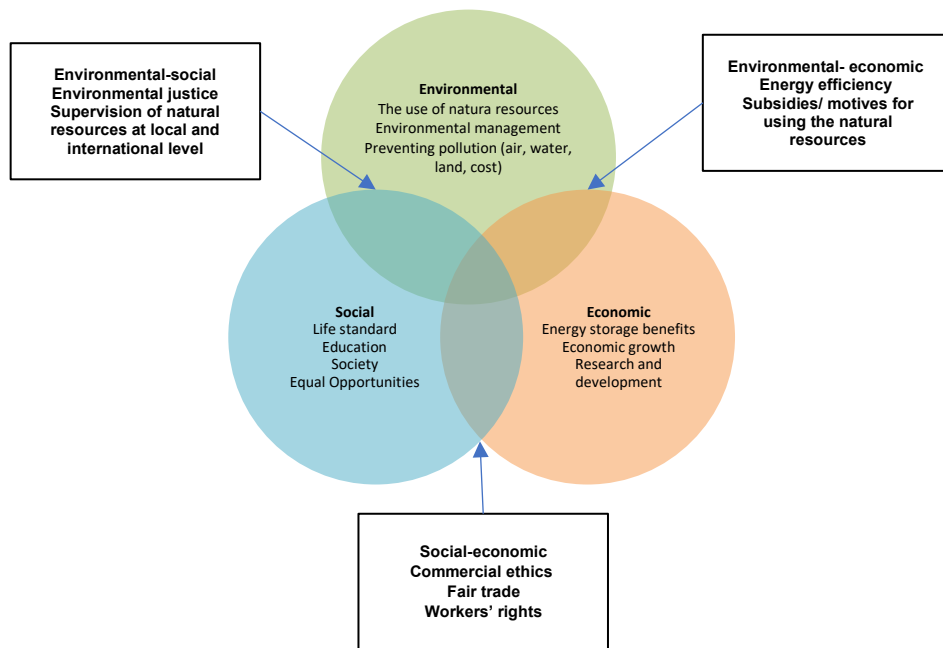 Environmental-social
Environmental justice
Supervision of natural
resources at local and
international level
Environmental
The use of natura resources
Environmental management
Preventing pollution (air, water,
land, cost)
Environmental- economic
Energy efficiency
Subsidies/ motives for
using the natural
resources
Social
Life standard
Education
Society
Equal Opportunities
Economic
Energy storage benefits
Economic growth
Research and
development
Social-economic
Commercial ethics
Fair trade
Workers’ rights